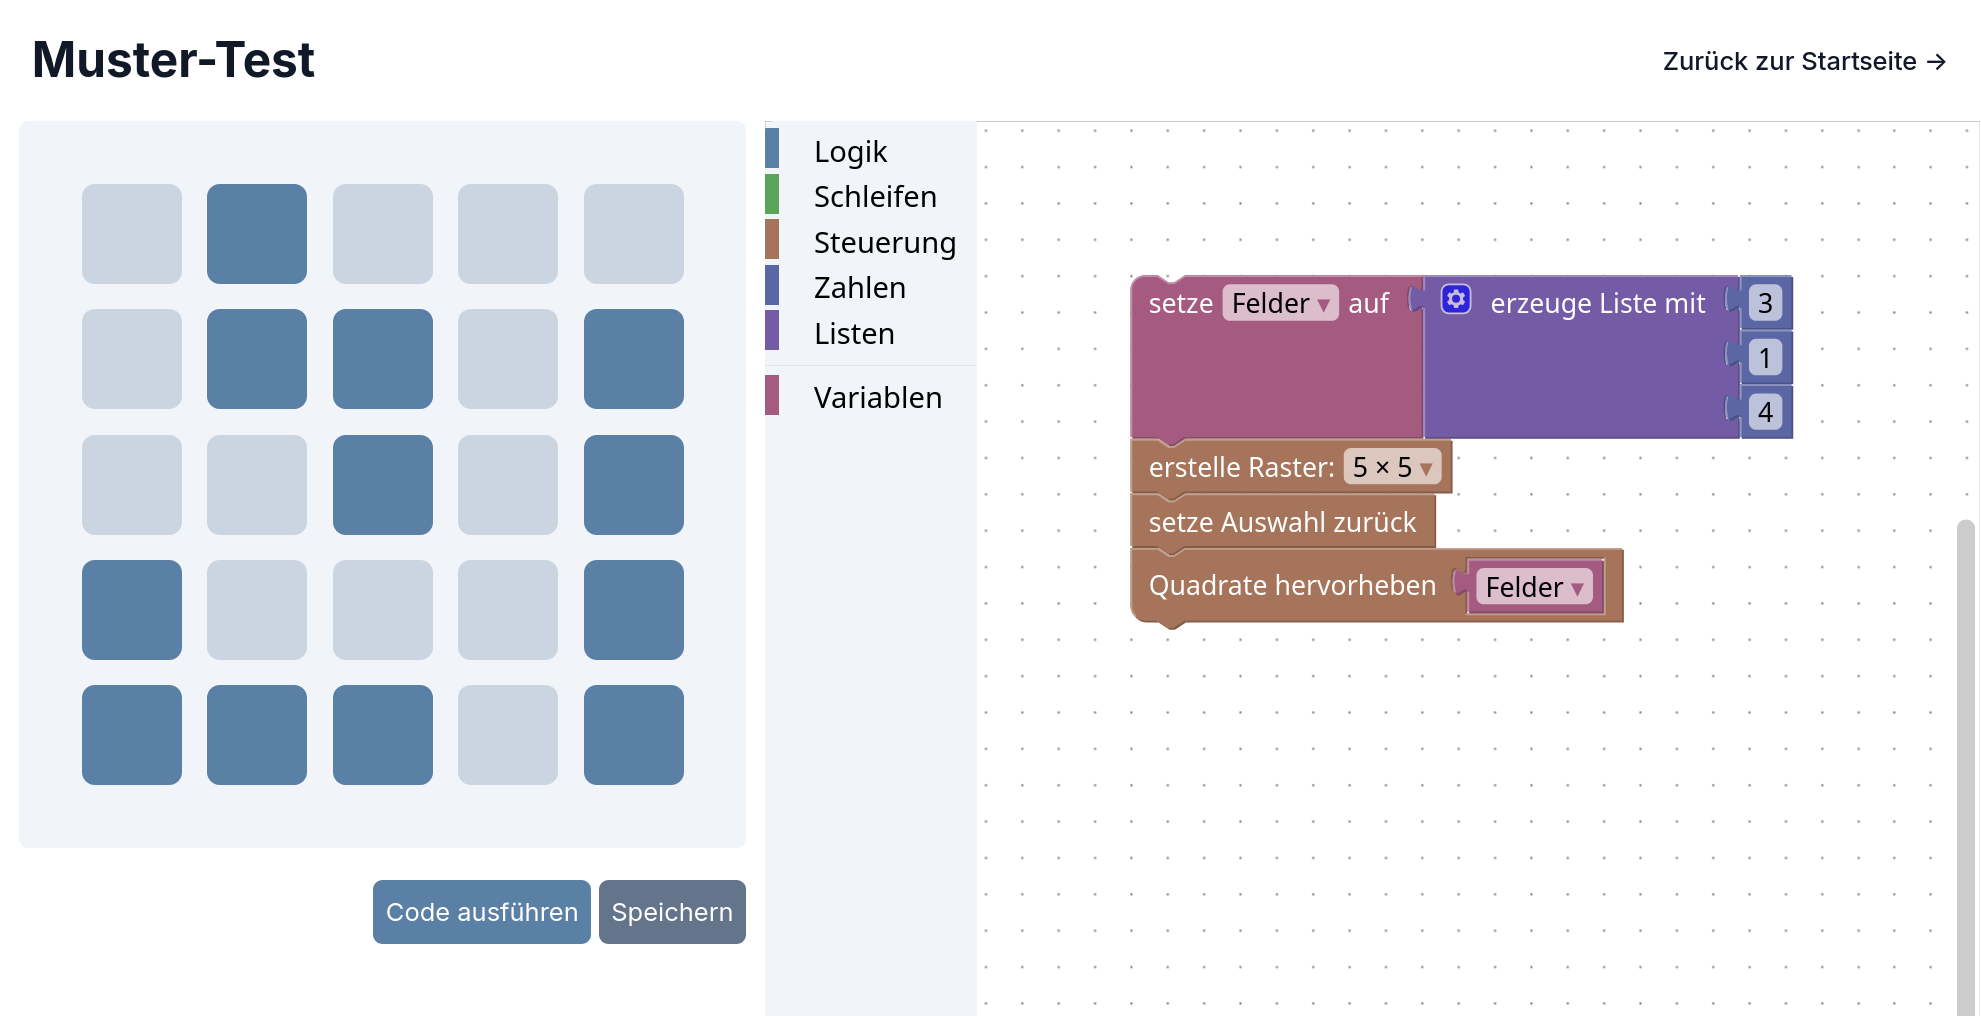 Muster-Test
Zurück zur Startseite →
Logik
Schleifen
Steuerung
Zahlen
Listen
Variablen
setze Felder ▾ auf erzeuge Liste mit 3
1
4
erstelle Raster: 5 × 5 ▾
setze Auswahl zurück
Quadrate hervorheben Felder ▾
Code ausführen
Speichern